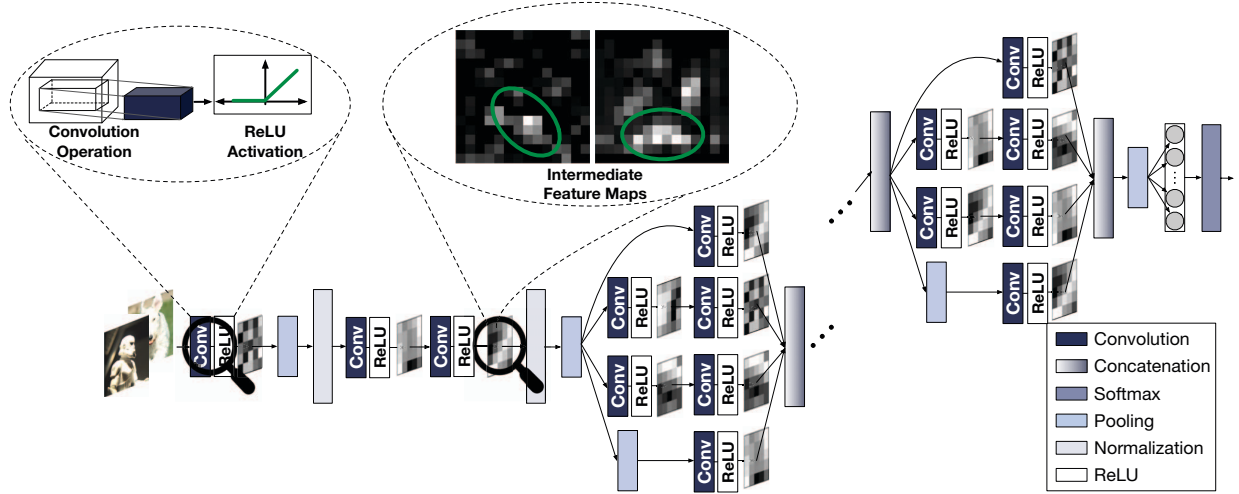 Convolution
Operation
ReLU
Activation
Intermediate
Feature Maps
Conv
ReLU
Conv
ReLU
Conv
ReLU
Conv
ReLU
Conv
ReLU
Conv
ReLU
Conv
ReLU
Conv
ReLU
Conv
ReLU
Conv
ReLU
Conv
ReLU
Conv
ReLU
Conv
ReLU
Conv
ReLU
Conv
ReLU
Convolution
Concatenation
Softmax
Pooling
Normalization
ReLU